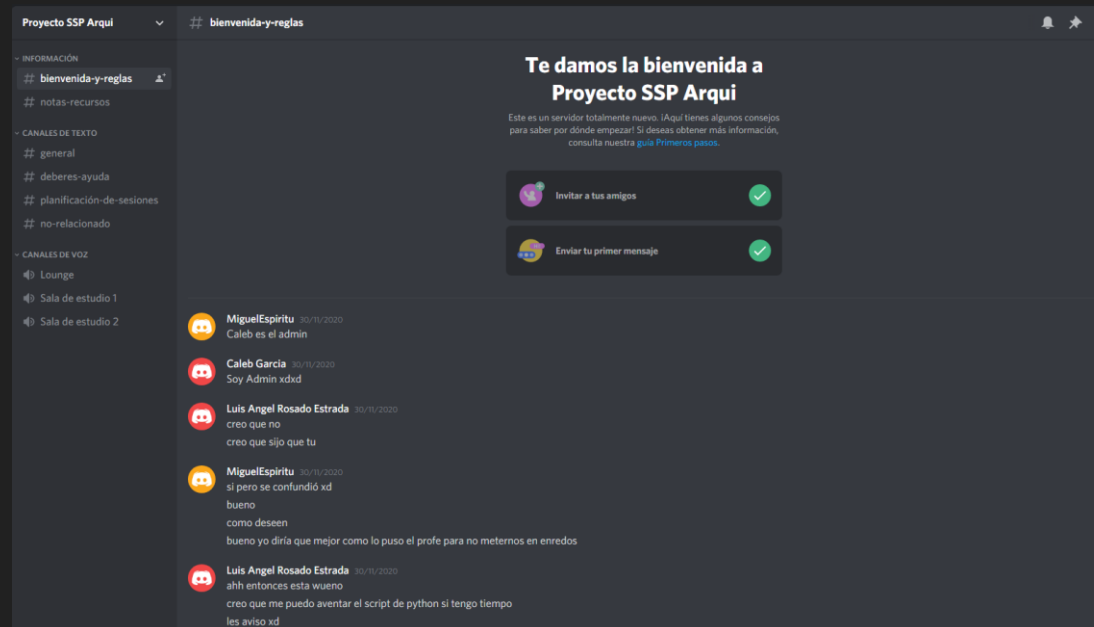 Proyecto SSP Arqui
INFORMACIÓN
# bienvenida-y-reglas
# notas-recursos
CANALES DE TEXTO
# general
# deberes-ayuda
# planificación-de-sesiones
# no-relacionado
CANALES DE VOZ
Lounge
Sala de estudio 1
Sala de estudio 2
# bienvenida-y-reglas
Te damos la bienvenida a
Proyecto SSP Arqui
Este es un servidor totalmente nuevo. ¡Aquí tienes algunos consejos
para saber por dónde empezar! Si deseas obtener más información,
consulta nuestra guía Primeros pasos.
Invitar a tus amigos
Enviar tu primer mensaje
MiguelEspiritu 30/11/2020
Caleb es el admin
Caleb Garcia 30/11/2020
Soy Admin xdxd
Luis Angel Rosado Estrada 30/11/2020
creo que no
creo que sijo que tu
MiguelEspiritu 30/11/2020
si pero se confundió xd
bueno
como deseen
bueno yo diría que mejor como lo puso el profe para no meternos en enredos
Luis Angel Rosado Estrada 30/11/2020
ahh entonces esta wueno
creo que me puedo aventar el script de python si tengo tiempo
les aviso xd